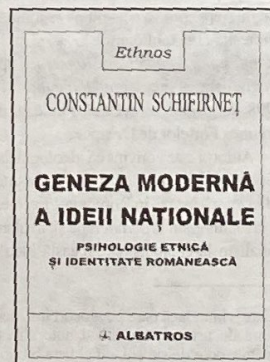 Ethnos
CONSTANTIN SCHIFIRNEȚ
GENEZA MODERNĂ
A IDEII NAȚIONALE
PSIHOLOGIE ETNICĂ
ȘI IDENTITATE ROMÂNEASCĂ
ALBATROS